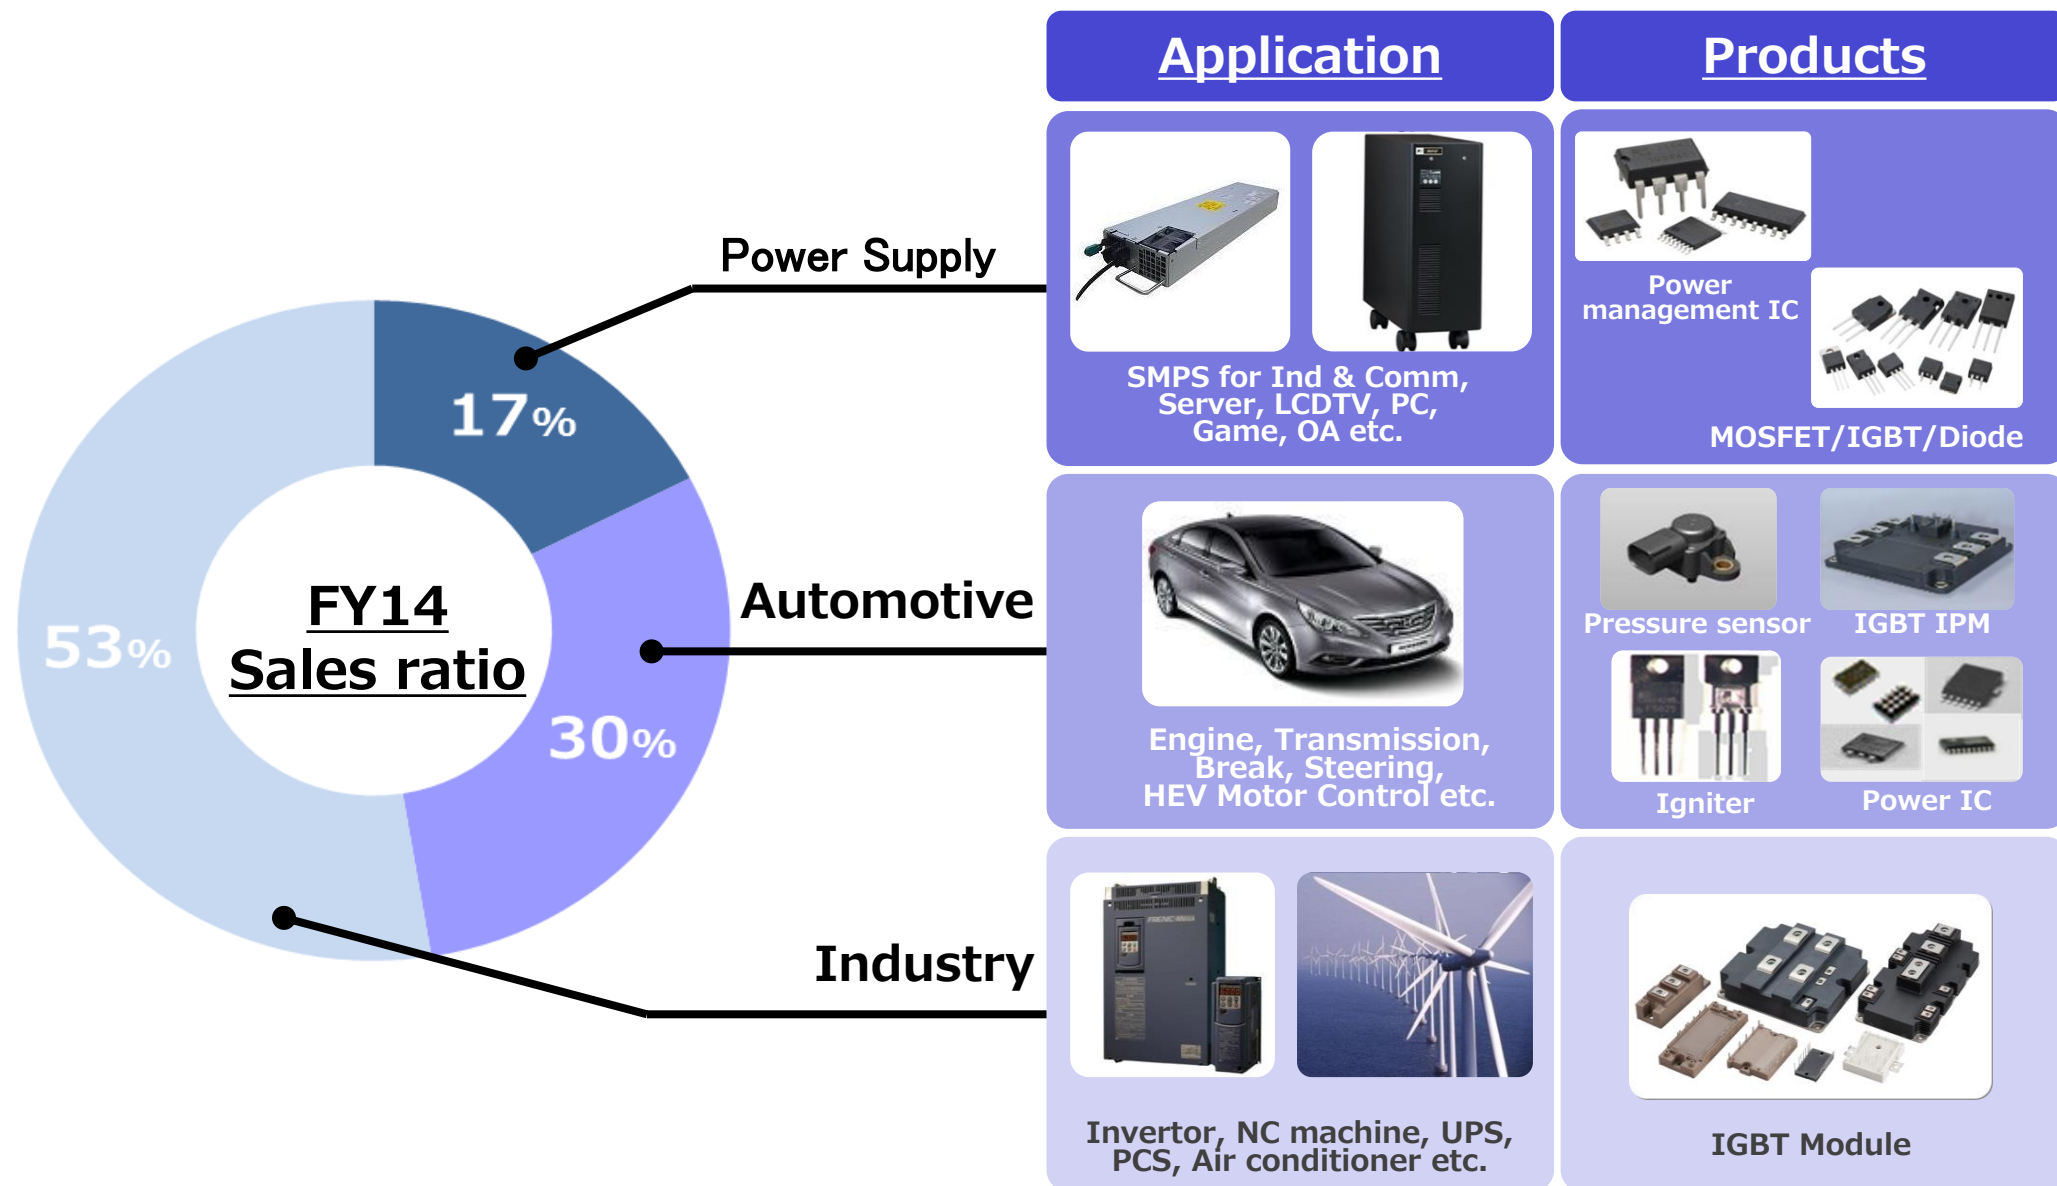 Application
Products
Power Supply
17%
SMPS for Ind & Comm,
Server, LCDTV, PC,
Game, OA etc.
Power
management IC
MOSFET/IGBT/Diode
FY14
Sales ratio
53%
30%
Automotive
Engine, Transmission,
Break, Steering,
HEV Motor Control etc.
Pressure sensor
IGBT IPM
Igniter
Power IC
Industry
FRENIC-MEGA
Invertor, NC machine, UPS,
PCS, Air conditioner etc.
IGBT Module